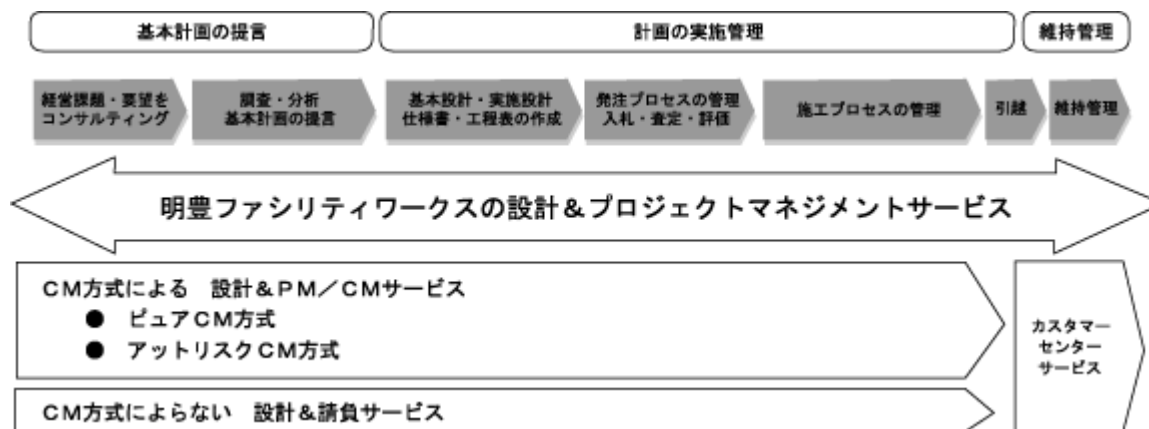 基本計画の提言
計画の実施管理
維持管理
経営課題・要望を
コンサルティング
調査・分析
基本計画の提言
基本設計・実施設計
仕様書・工程表の作成
発注プロセスの管理
入札・査定・評価
施工プロセスの管理
引越
維持管理
明豊ファシリティワークスの設計＆プロジェクトマネジメントサービス
ＣＭ方式による　設計＆ＰＭ／ＣＭサービス
●　ピュアＣＭ方式
●　アットリスクＣＭ方式
カスタマー
センター
サービス
ＣＭ方式によらない　設計＆請負サービス